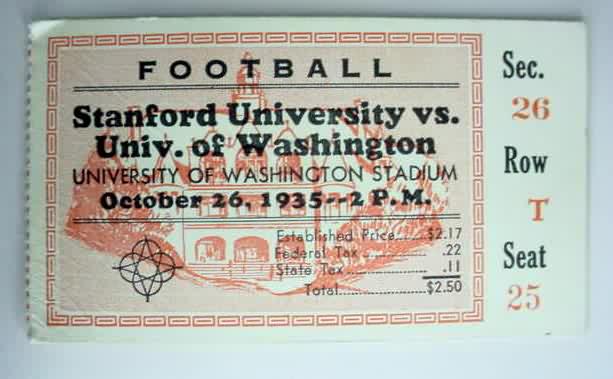 FOOTBALL
Stanford University vs.
Univ. of Washington
UNIVERSITY OF WASHINGTON STADIUM
October 26, 1935--2 P.M.
Established Price......$2.17
Federal Tax..............22
State Tax................11
Total....................$2.50
Sec.
26
Row
T
Seat
25